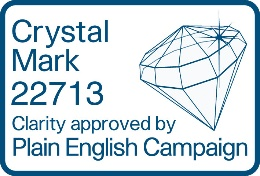 Crystal
Mark
22713
Clarity approved by
Plain English Campaign